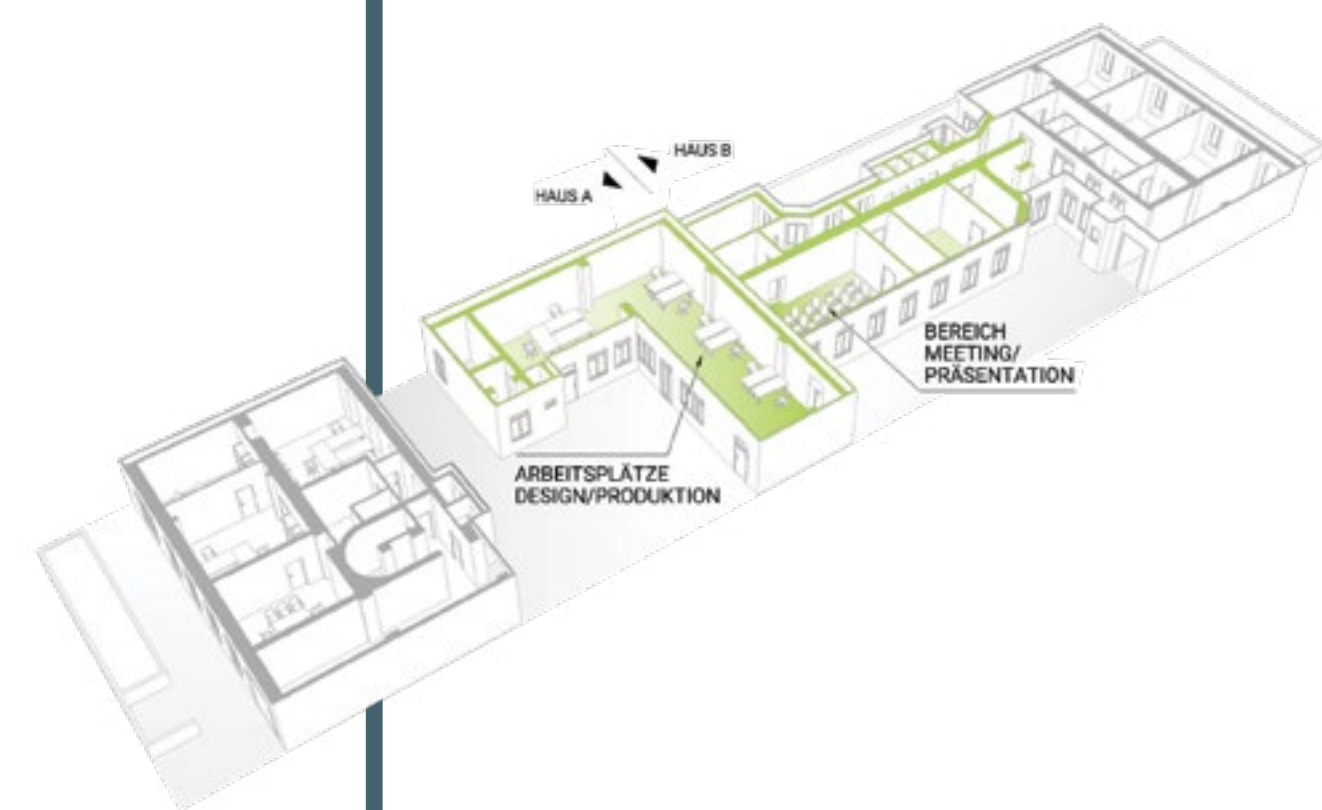 HAUS B
HAUS A
BEREICH
MEETING/
PRÄSENTATION
ARBEITSPLÄTZE
DESIGN/PRODUKTION